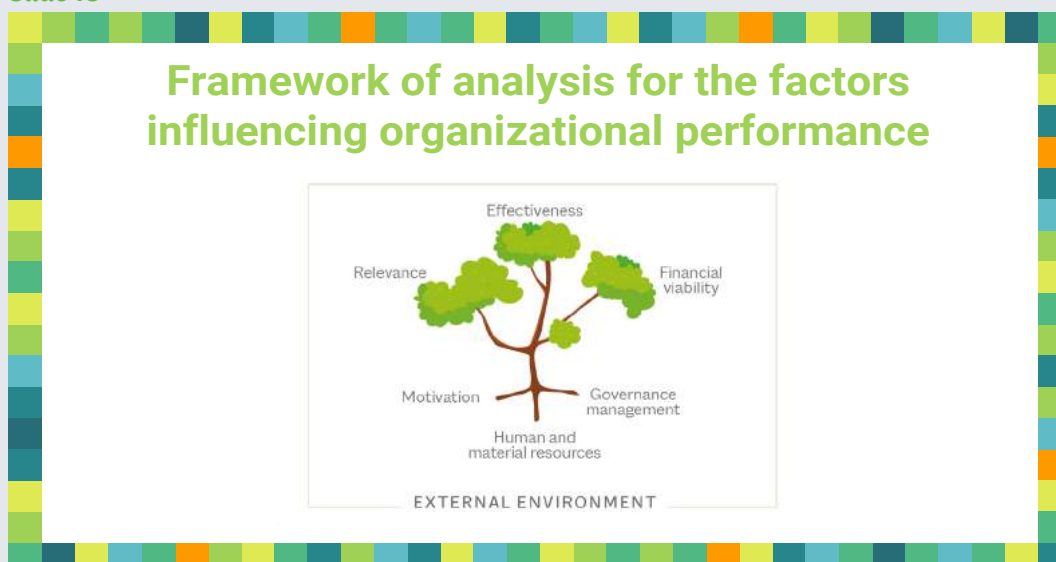 Framework of analysis for the factors
influencing organizational performance
Effectiveness
Relevance
Financial
viability
Motivation
Governance
management
Human and
material resources
EXTERNAL ENVIRONMENT